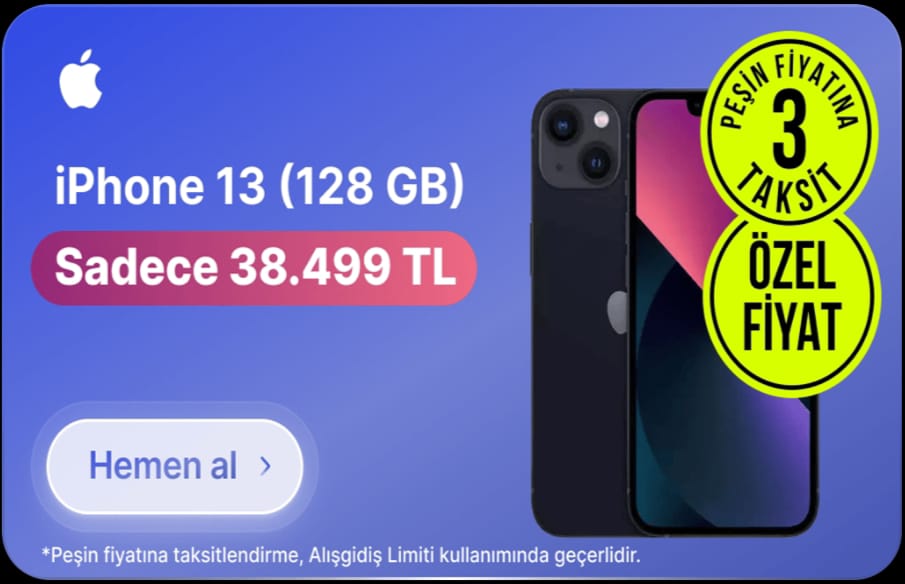 iPhone 13 (128 GB)
Sadece 38.499 TL
PEŞİN FİYATINA
3
TAKSİT
ÖZEL
FİYAT
Hemen al
*Peşin fiyatına taksitlendirme, Alışgidiş Limiti kullanımında geçerlidir.